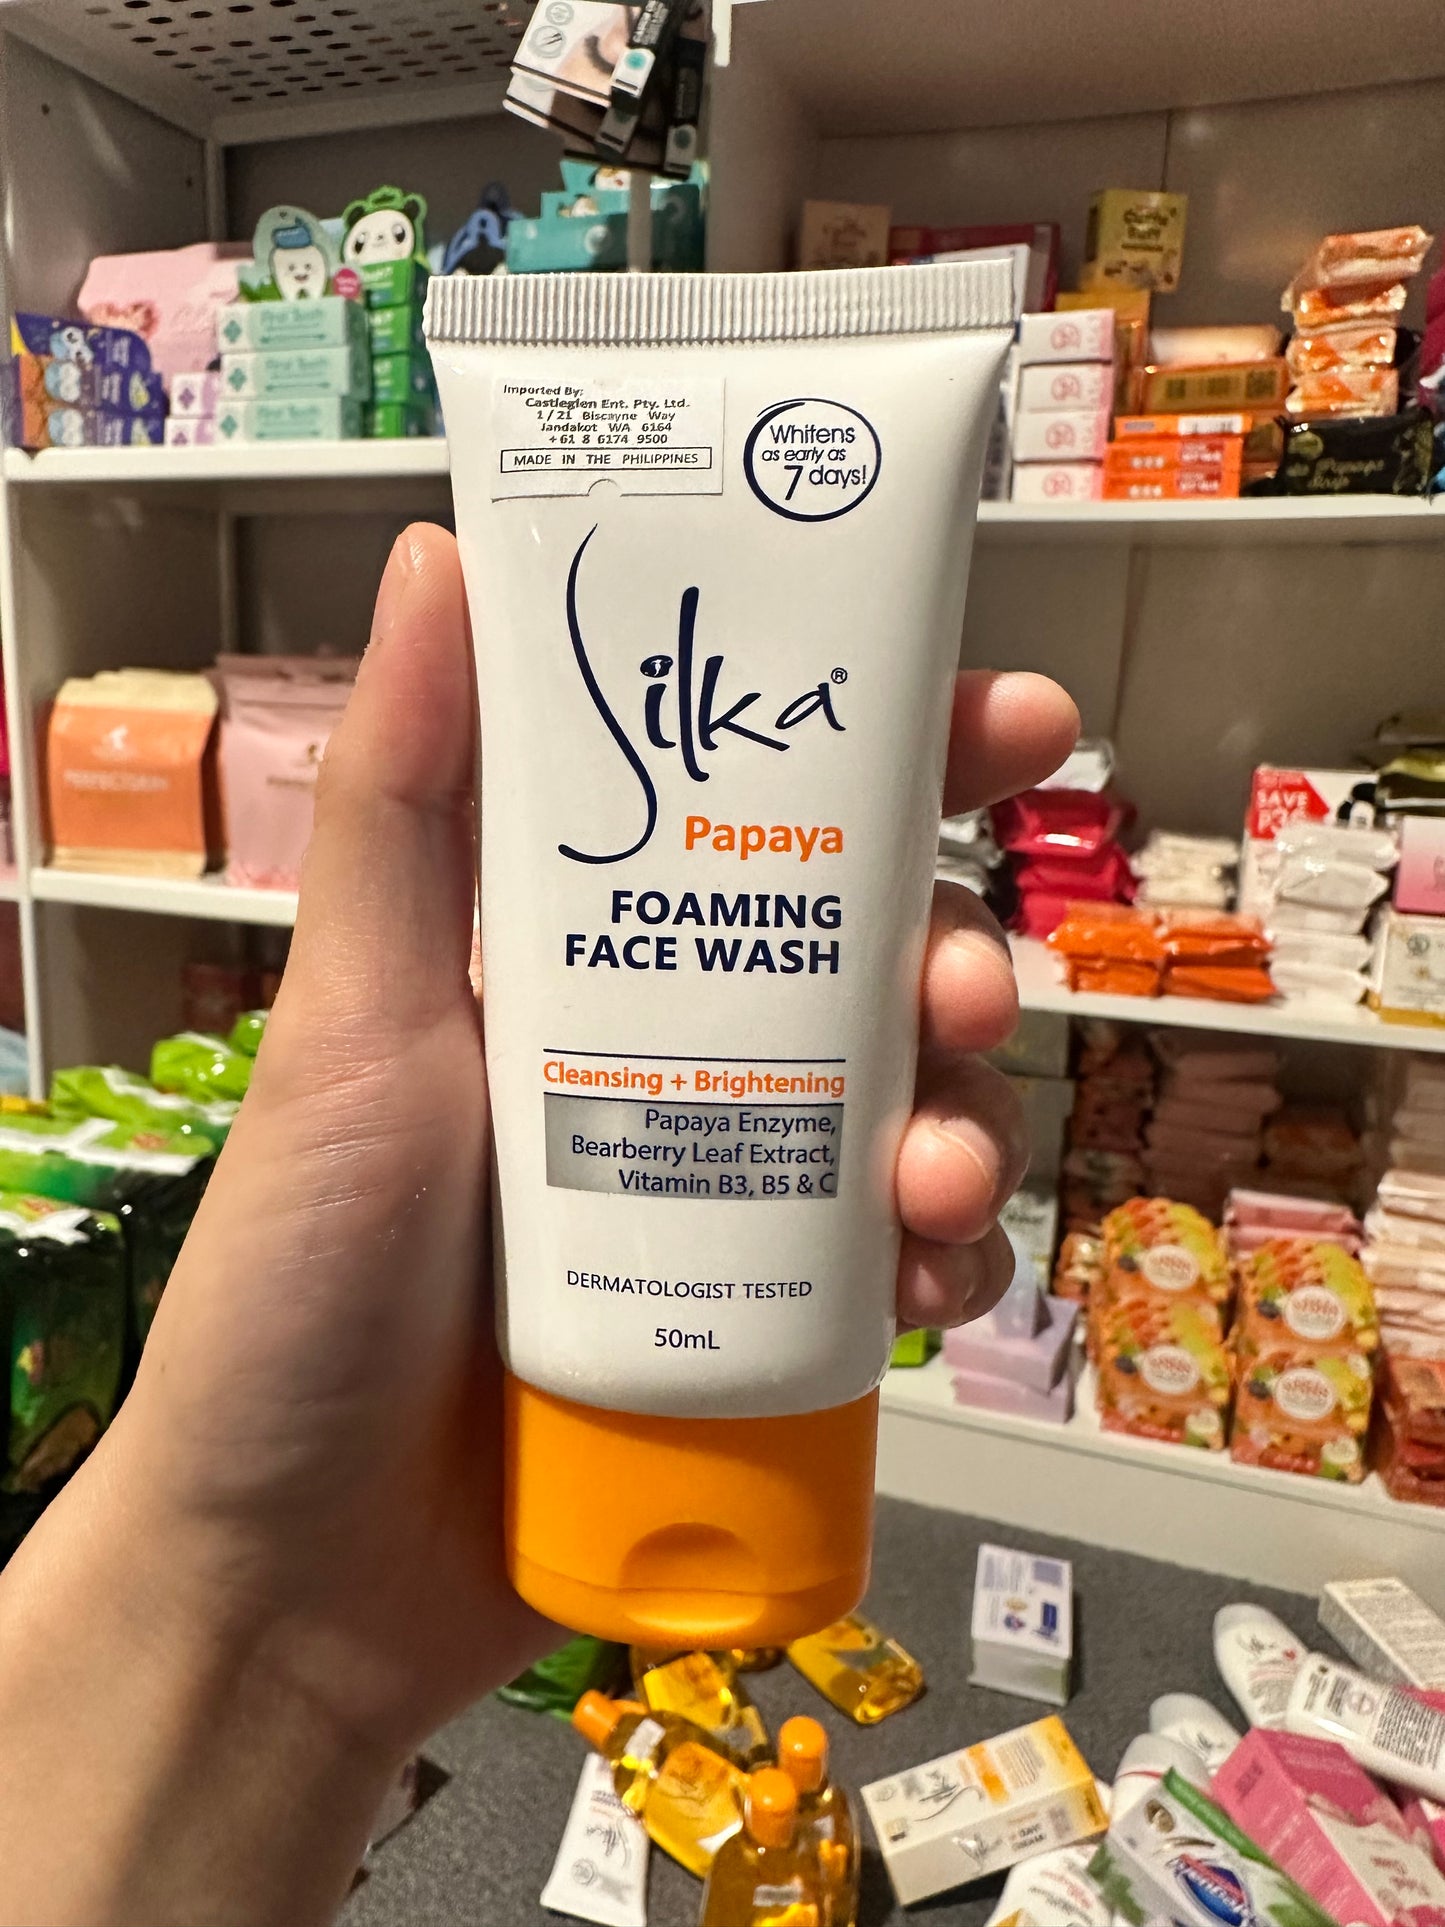 Imported By:
Castleglen Ent. Pty. Ltd.
1/21 Biscayne Way
Jandakot WA 6164
+61 8 6174 9500
MADE IN THE PHILIPPINES
Whitens
as early as
7 days!
Silka®
Papaya
FOAMING
FACE WASH
Cleansing + Brightening
Papaya Enzyme,
Bearberry Leaf Extract,
Vitamin B3, B5 & C
DERMATOLOGIST TESTED
50mL
SAVE